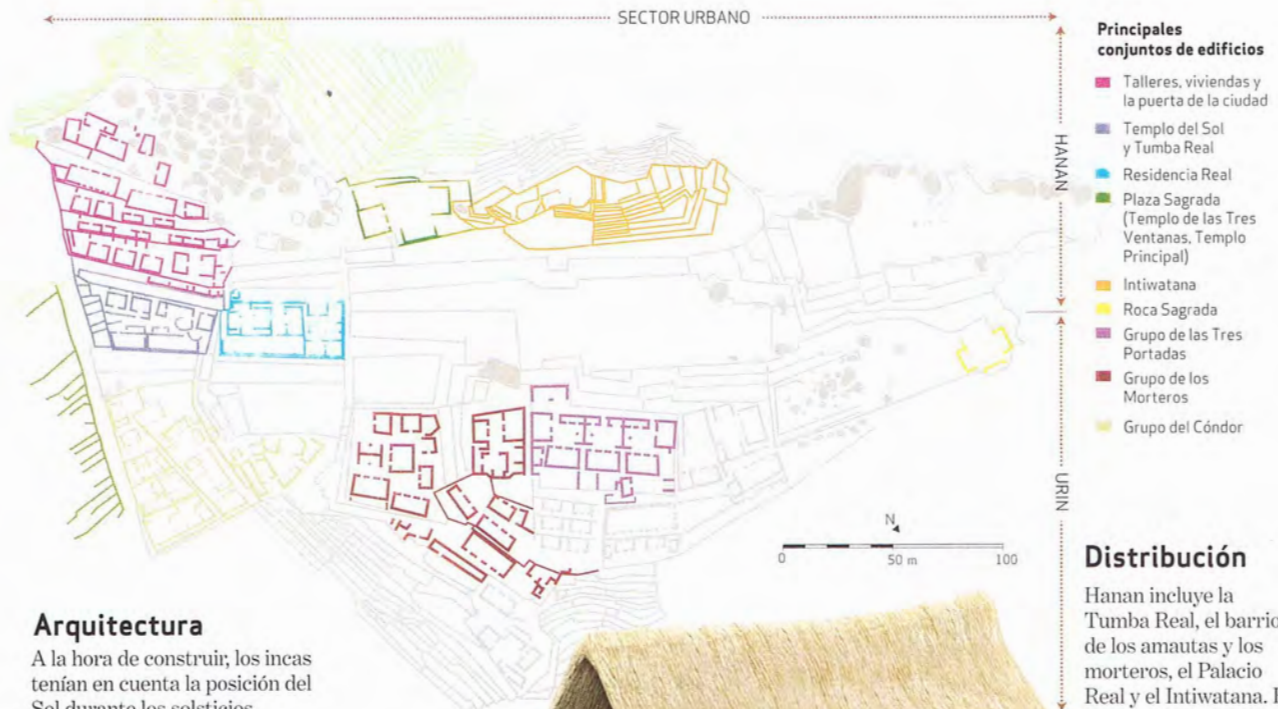 SECTOR URBANO
HANAN
URIN
Principales
conjuntos de edificios
Talleres, viviendas y
la puerta de la ciudad
Templo del Sol
y Tumba Real
Residencia Real
Plaza Sagrada
(Templo de las Tres
Ventanas, Templo
Principal)
Intiwatana
Roca Sagrada
Grupo de las Tres
Portadas
Grupo de los
Morteros
Grupo del Cóndor
N
0 50 m 100
Arquitectura
A la hora de construir, los incas
tenían en cuenta la posición del
Sol durante los solsticios
Distribución
Hanan incluye la
Tumba Real, el barrio
de los amautas y los
morteros, el Palacio
Real y el Intiwatana.